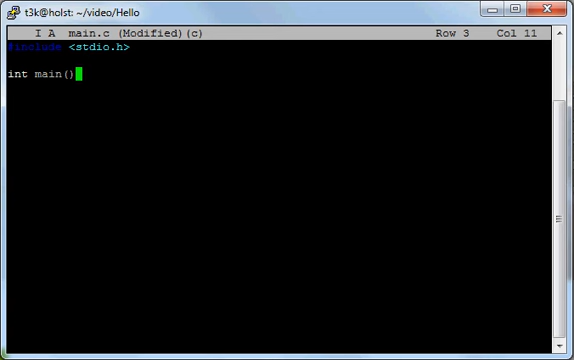 t3k@holst: ~/video/Hello
I A main.c (Modified)(c) Row 3 Col 11
#include <stdio.h>
int main()